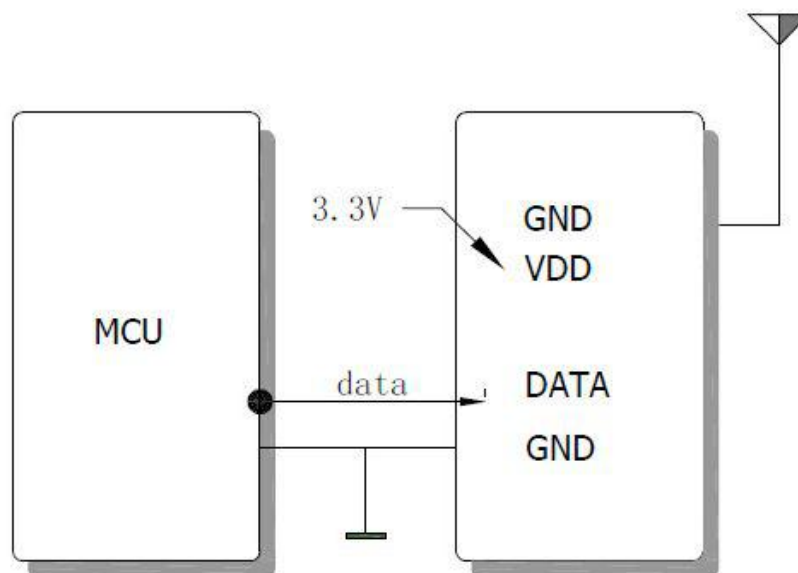 3.3V
GND
VDD
MCU
data
DATA
GND